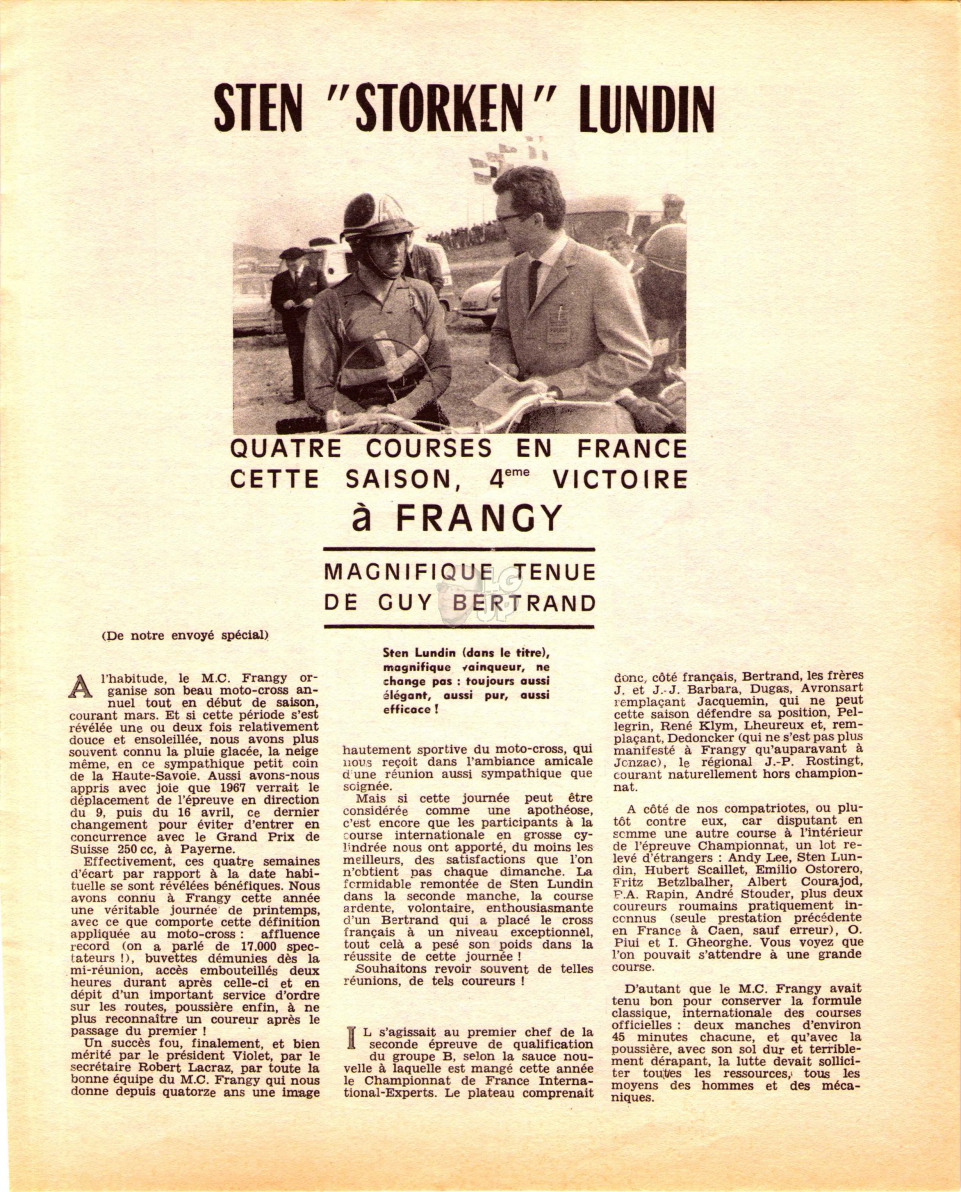 STEN "STORKEN" LUNDIN
QUATRE COURSES EN FRANCE
CETTE SAISON, 4eme VICTOIRE
à FRANGY
MAGNIFIQUE TENUE
DE GUY BERTRAND
(De notre envoyé spécial)
A l'habitude, le M.C. Frangy or-
ganise son beau moto-cross an-
nuel tout en début de saison,
courant mars. Et si cette période s'est
révélée une ou deux fois relativement
douce et ensoleillée, nous avons plus
souvent connu la pluie glacée, la neige
même, en ce sympathique petit coin
de la Haute-Savoie. Aussi avons-nous
appris avec joie que 1967 verrait le
déplacement de l'épreuve en direction
du 9, puis du 16 avril, ce dernier
changement pour éviter d'entrer en
concurrence avec le Grand Prix de
Suisse 250 cc, à Payerne.
Effectivement, ces quatre semaines
d'écart par rapport à la date habi-
tuelle se sont révélées bénéfiques. Nous
avons connu à Frangy cette année
une véritable journée de printemps,
avec ce que comporte cette définition
appliquée au moto-cross : affluence
record (on a parlé de 17.000 spec-
tateurs !), buvettes démunies dès la
mi-réunion, accès embouteillés deux
heures durant après celle-ci et en
dépit d'un important service d'ordre
sur les routes, poussière enfin, à ne
plus reconnaître un coureur après le
passage du premier !
Un succès fou, finalement, et bien
mérité par le président Violet, par le
secrétaire Robert Lacraz, par toute la
bonne équipe du M.C. Frangy qui nous
donne depuis quatorze ans une image
Sten Lundin (dans le titre),
magnifique vainqueur, ne
change pas : toujours aussi
élégant, aussi pur, aussi
efficace !
hautement sportive du moto-cross, qui
nous reçoit dans l'ambiance amicale
d'une réunion aussi sympathique que
soignée.
Mais si cette journée peut être
considérée comme une apothéose,
c'est encore que les participants à la
course internationale en grosse cy-
lindrée nous ont apporté, du moins les
meilleurs, des satisfactions que l'on
n'obtient pas chaque dimanche. La
formidable remontée de Sten Lundin
dans la seconde manche, la course
ardente, volontaire, enthousiasmante
d'un Bertrand qui a placé le cross
français à un niveau exceptionnel,
tout celà a pesé son poids dans la
réussite de cette journée !
Souhaitons revoir souvent de telles
réunions, de tels coureurs !
IL s'agissait au premier chef de la
seconde épreuve de qualification
du groupe B, selon la sauce nou-
velle à laquelle est mangé cette année
le Championnat de France Interna-
tional-Experts. Le plateau comprenait
donc, côté français, Bertrand, les frères
J. et J.-J. Barbara, Dugas, Avronsart
remplaçant Jacquemin, qui ne peut
cette saison défendre sa position, Pel-
legrin, René Klym, Lheureux et, rem-
plaçant, Dedoncker (qui ne s'est pas plus
manifesté à Frangy qu'auparavant à
Jonzac), le régional J.-P. Rostingt,
courant naturellement hors champion-
nat.
A côté de nos compatriotes, ou plu-
tôt contre eux, car disputant en
somme une autre course à l'intérieur
de l'épreuve Championnat, un lot re-
levé d'étrangers : Andy Lee, Sten Lun-
din, Hubert Scaillet, Emilio Ostorero,
Fritz Betzlbalher, Albert Courajod,
P.A. Rapin, André Stouder, plus deux
coureurs roumains pratiquement in-
connus (seule prestation précédente
en France à Caen, sauf erreur), O.
Piui et I. Gheorghe. Vous voyez que
l'on pouvait s'attendre à une grande
course.
D'autant que le M.C. Frangy avait
tenu bon pour conserver la formule
classique, internationale des courses
officielles : deux manches d'environ
45 minutes chacune, et qu'avec la
poussière, avec son sol dur et terrible-
ment dérapant, la lutte devait sollici-
ter toutes les ressources, tous les
moyens des hommes et des méca-
niques.